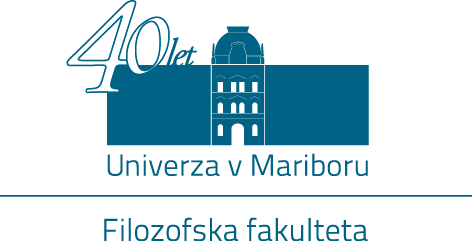 40let
Univerza v Mariboru
Filozofska fakulteta